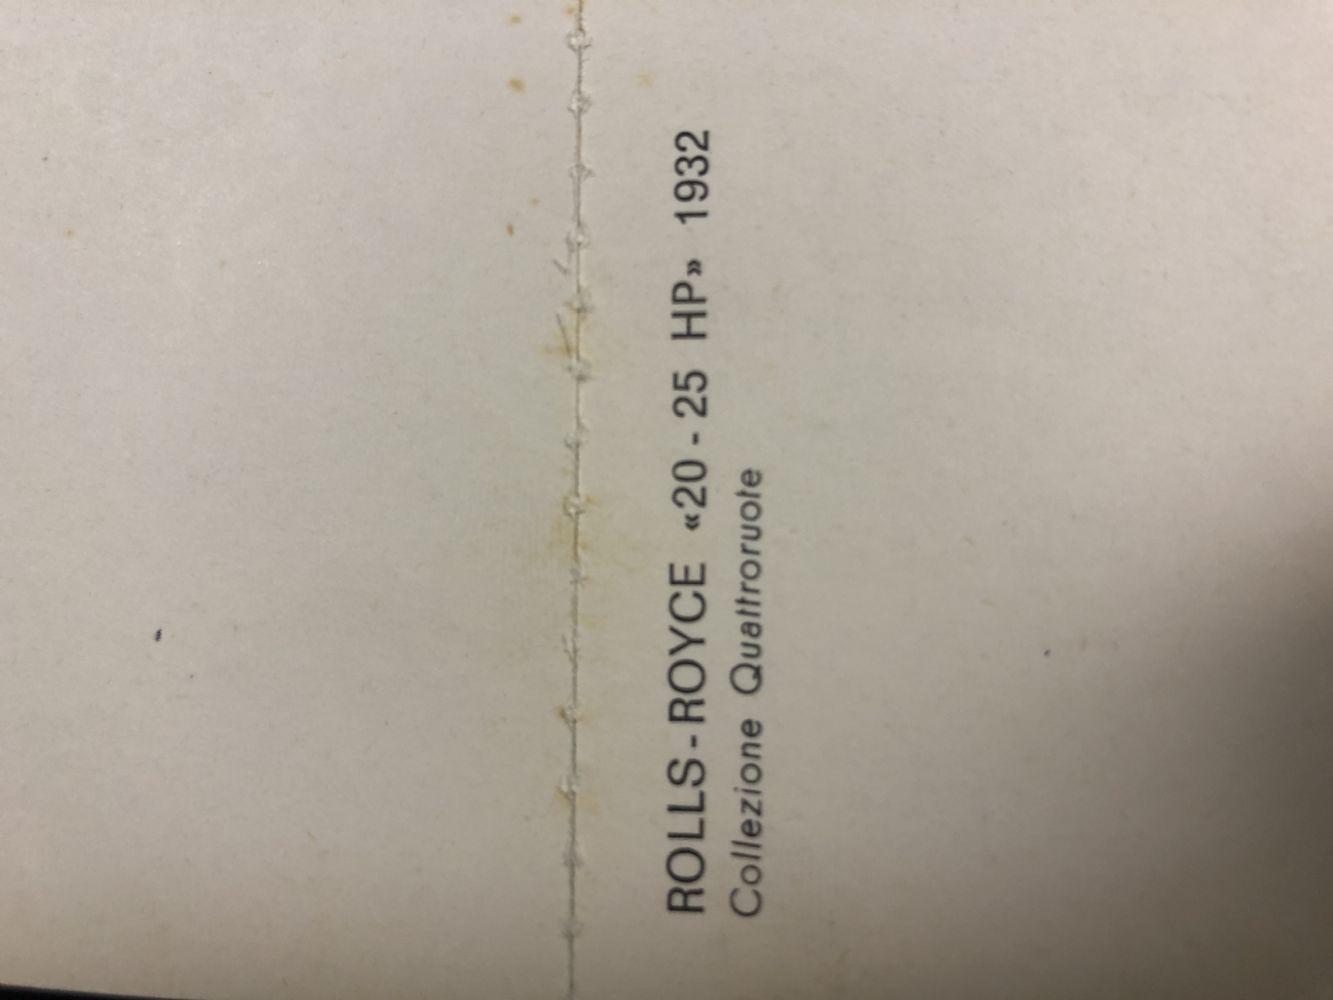 ROLLS-ROYCE «20-25 HP» 1932
Collezione Quattroruote